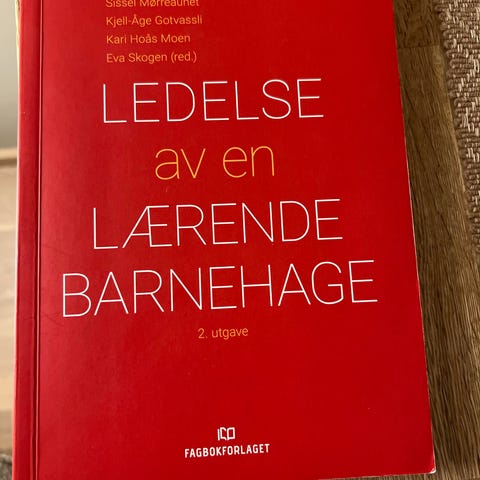 Sissel Mørreaunet
Kjell-Åge Gotvassli
Kari Hoås Moen
Eva Skogen (red.)
LEDELSE
av en
LÆRENDE
BARNEHAGE
2. utgave
FAGBOKFORLAGET